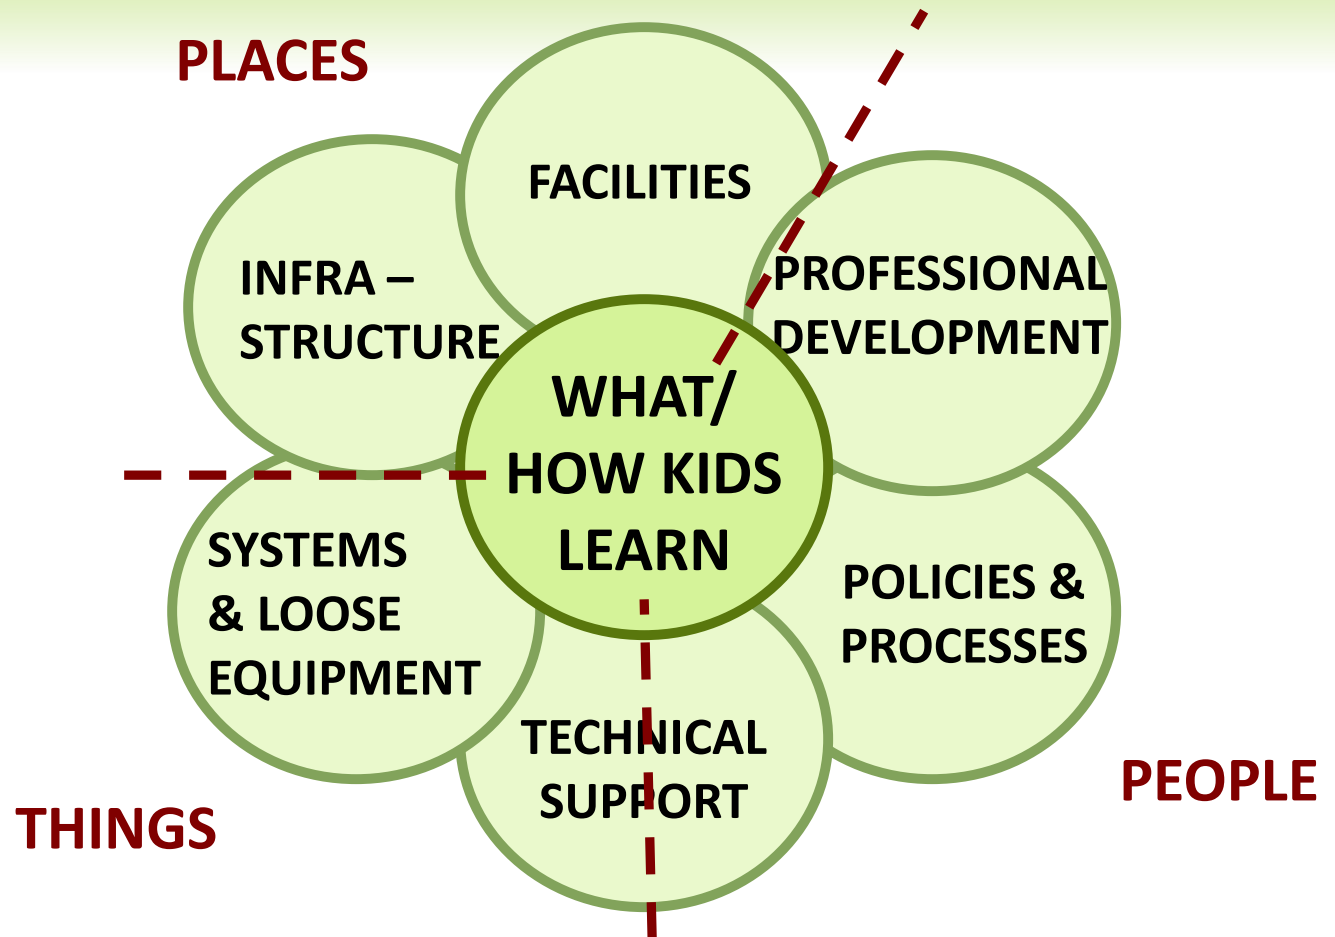 PLACES
FACILITIES
INFRA –
STRUCTURE
PROFESSIONAL
DEVELOPMENT
WHAT/
HOW KIDS
LEARN
SYSTEMS
& LOOSE
EQUIPMENT
POLICIES &
PROCESSES
TECHNICAL
SUPPORT
THINGS
PEOPLE